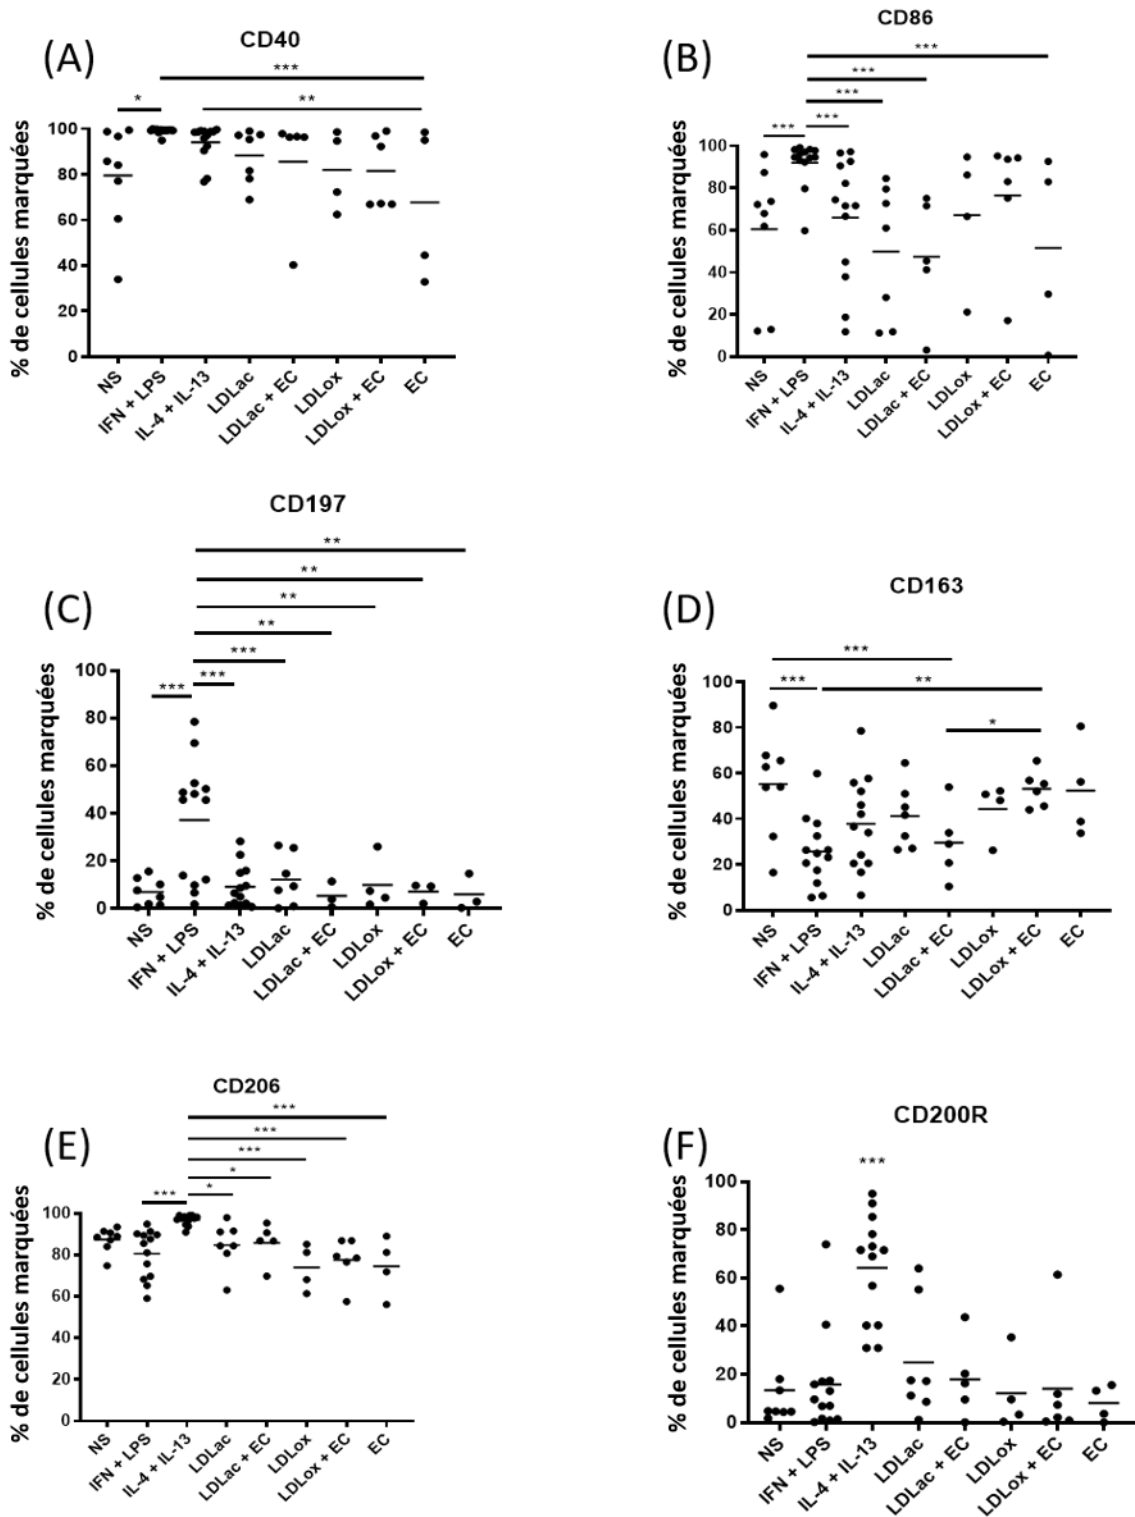 (A)
CD40
***
*
**
% de cellules marquées
100
80
60
40
20
0
NS
IFN + LPS
IL-4 + IL-13
LDLac
LDLac + EC
LDLox
LDLox + EC
EC
(B)
CD86
***
***
***
***
***
% de cellules marquées
100
80
60
40
20
0
NS
IFN + LPS
IL-4 + IL-13
LDLac
LDLac + EC
LDLox
LDLox + EC
EC
(C)
CD197
**
**
**
**
***
***
***
% de cellules marquées
100
80
60
40
20
0
NS
IFN + LPS
IL-4 + IL-13
LDLac
LDLac + EC
LDLox
LDLox + EC
EC
(D)
CD163
***
***
**
*
% de cellules marquées
100
80
60
40
20
0
NS
IFN + LPS
IL-4 + IL-13
LDLac
LDLac + EC
LDLox
LDLox + EC
EC
(E)
CD206
***
***
***
*
***
*
% de cellules marquées
100
80
60
40
20
0
NS
IFN + LPS
IL-4 + IL-13
LDLac
LDLac + EC
LDLox
LDLox + EC
EC
(F)
CD200R
***
% de cellules marquées
100
80
60
40
20
0
NS
IFN + LPS
IL-4 + IL-13
LDLac
LDLac + EC
LDLox
LDLox + EC
EC